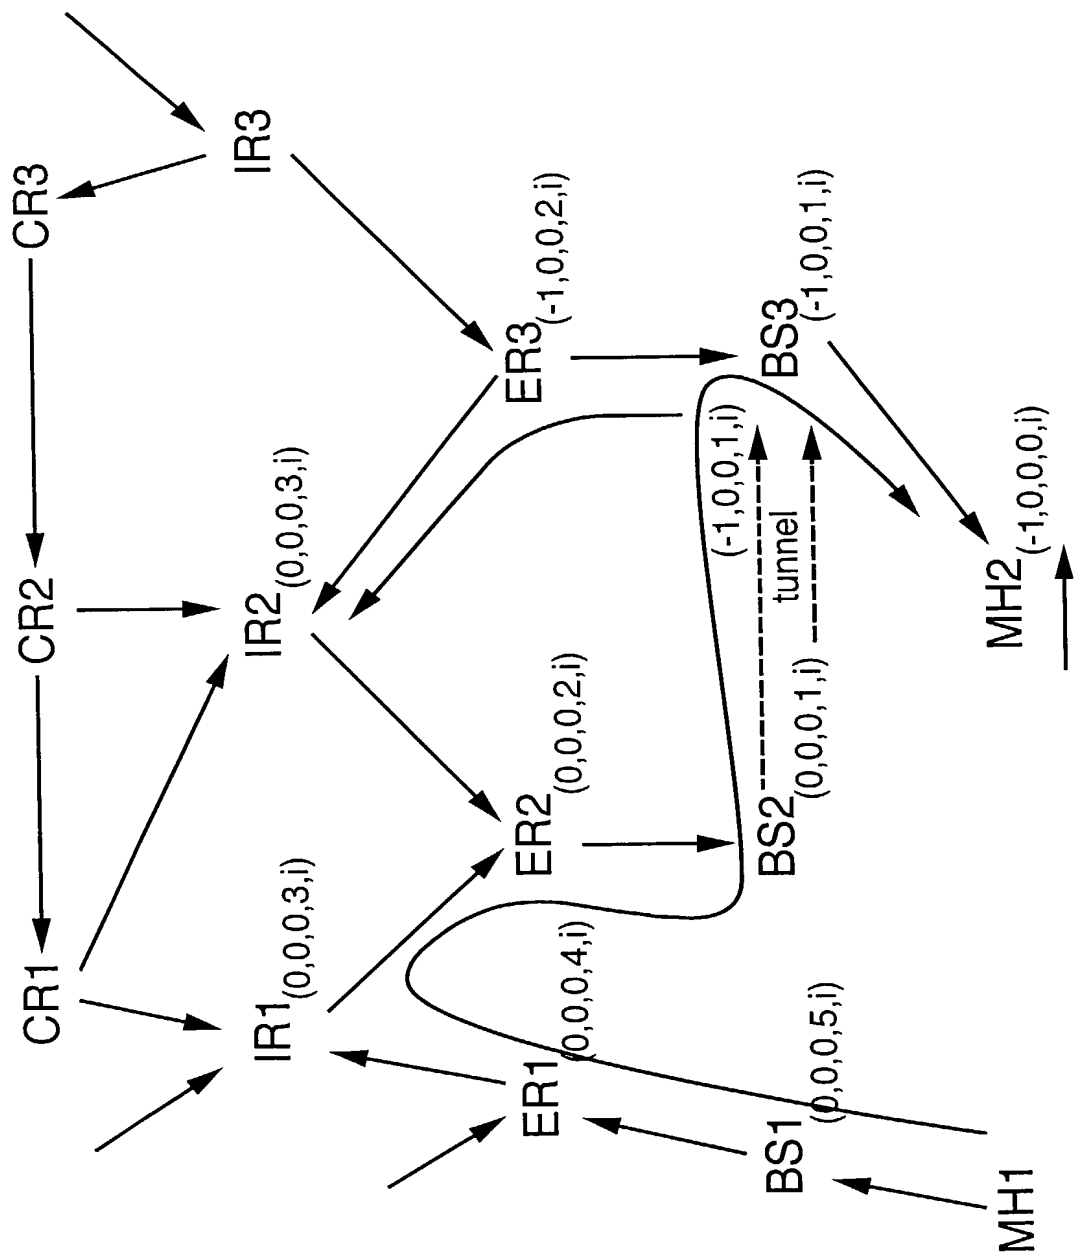 CR1
CR2
CR3
IR1(0,0,0,3,i)
IR2(0,0,0,3,i)
IR3
ER1(0,0,0,4,i)
ER2(0,0,0,2,i)
ER3(-1,0,0,2,i)
(-1,0,0,1,i)
BS1(0,0,0,5,i)
BS2(0,0,0,1,i)
tunnel
BS3(-1,0,0,1,i)
MH1
MH2(-1,0,0,0,i)